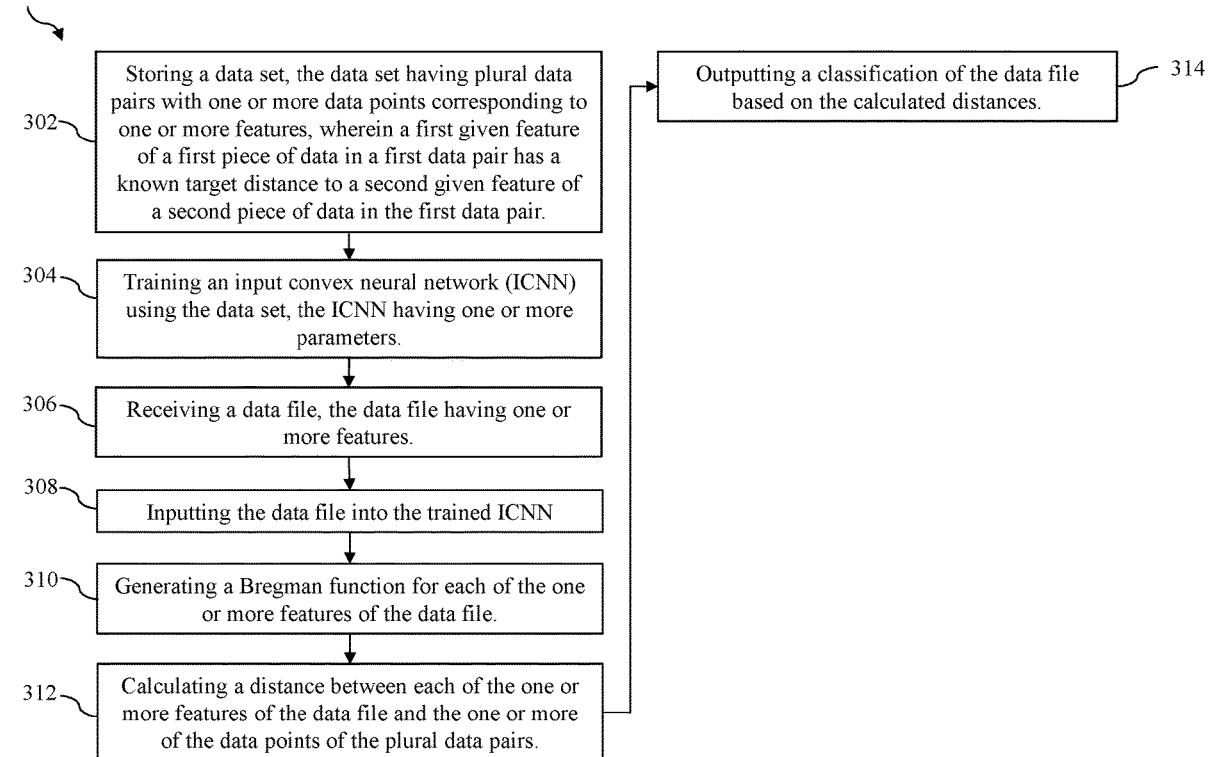 302
Storing a data set, the data set having plural data
pairs with one or more data points corresponding to
one or more features, wherein a first given feature
of a first piece of data in a first data pair has a
known target distance to a second given feature of
a second piece of data in the first data pair.
304
Training an input convex neural network (ICNN)
using the data set, the ICNN having one or more
parameters.
306
Receiving a data file, the data file having one or
more features.
308
Inputting the data file into the trained ICNN
310
Generating a Bregman function for each of the one
or more features of the data file.
312
Calculating a distance between each of the one or
more features of the data file and the one or more
of the data points of the plural data pairs.
Outputting a classification of the data file
based on the calculated distances.
314